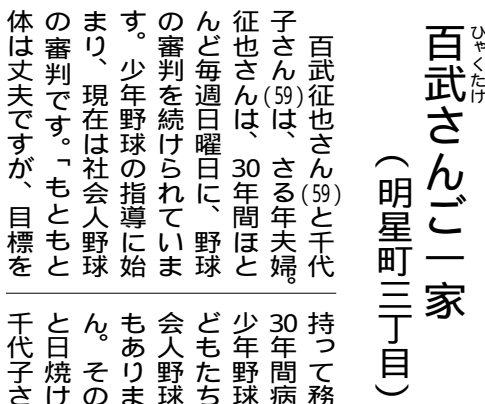 百武さんご一家
ひゃくたけ
（明星町三丁目）
百武征也さん(59)と千代
子さん(59)は、さる年夫婦。
征也さんは、30年間ほと
んど毎週日曜日に、野球
の審判を続けられていま
す。少年野球の指導に始
まり、現在は社会人野球
の審判です。「もともと
体は丈夫ですが、目標を
持って務
30年間病
少年野球
どもたち
会人野球
もありま
ん。その
と日焼け
千代子さ